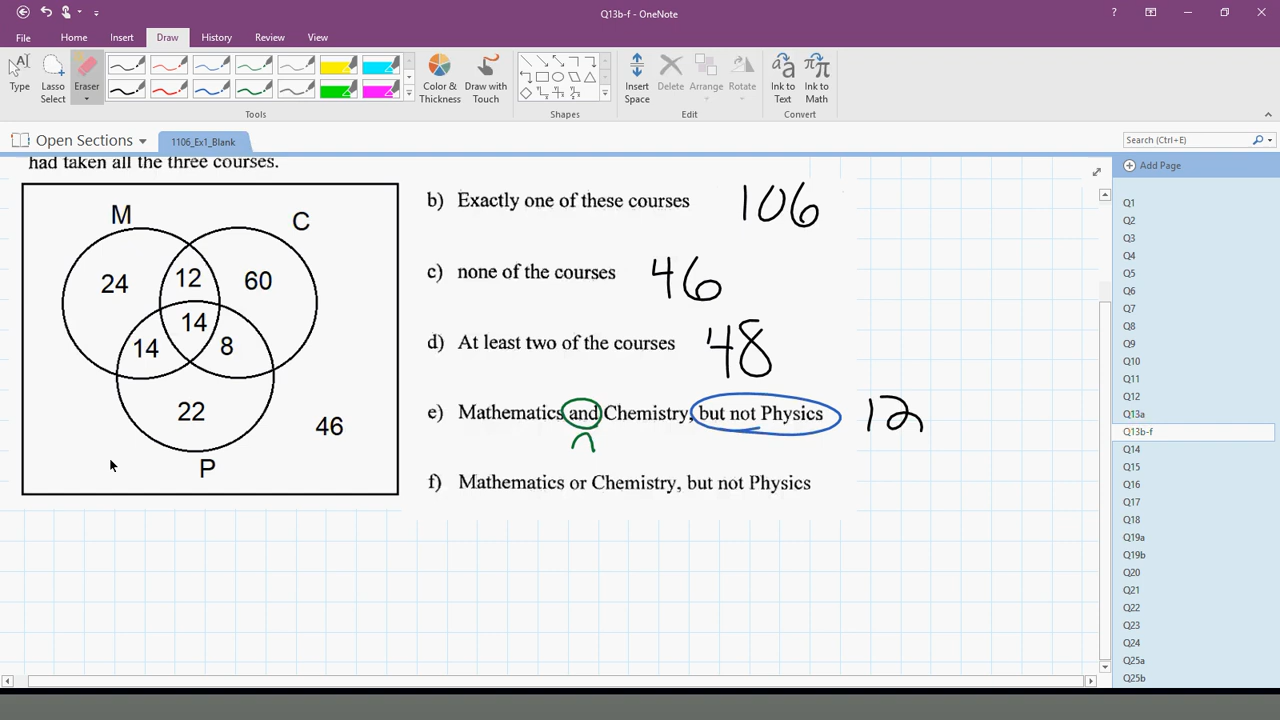 Q13b-f - OneNote
File Home Insert Draw History Review View
Type
Lasso Select
Eraser
Color & Thickness
Draw with Touch
Insert Space
Delete
Arrange
Rotate
Ink to Text
Ink to Math
Tools
Shapes
Edit
Convert
Open Sections
1106_Ex1_Blank
Search (Ctrl+E)
had taken all the three courses.
M
C
24
12
60
14
14
8
22
46
P
b) Exactly one of these courses 106
c) none of the courses 46
d) At least two of the courses 48
e) Mathematics and Chemistry, but not Physics 12
∩
f) Mathematics or Chemistry, but not Physics
Add Page
Q1
Q2
Q3
Q4
Q5
Q6
Q7
Q8
Q9
Q10
Q11
Q12
Q13a
Q13b-f
Q14
Q15
Q16
Q17
Q18
Q19a
Q19b
Q20
Q21
Q22
Q23
Q24
Q25a
Q25b